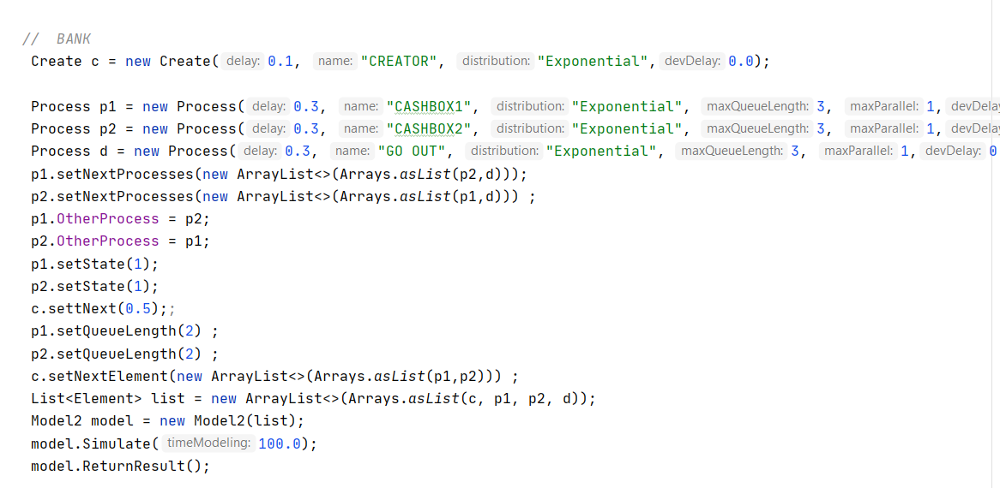 //  BANK
Create c = new Create( delay: 0.1, name: "CREATOR", distribution: "Exponential", devDelay: 0.0);
Process p1 = new Process( delay: 0.3, name: "CASHBOX1", distribution: "Exponential", maxQueueLength: 3, maxParallel: 1, devDelay
Process p2 = new Process( delay: 0.3, name: "CASHBOX2", distribution: "Exponential", maxQueueLength: 3, maxParallel: 1, devDelay
Process d = new Process( delay: 0.3, name: "GO OUT", distribution: "Exponential", maxQueueLength: 3, maxParallel: 1, devDelay: 0
p1.setNextProcesses(new ArrayList<>(Arrays.asList(p2,d)));
p2.setNextProcesses(new ArrayList<>(Arrays.asList(p1,d))) ;
p1.OtherProcess = p2;
p2.OtherProcess = p1;
p1.setState(1);
p2.setState(1);
c.settNext(0.5);;
p1.setQueueLength(2) ;
p2.setQueueLength(2) ;
c.setNextElement(new ArrayList<>(Arrays.asList(p1,p2))) ;
List<Element> list = new ArrayList<>(Arrays.asList(c, p1, p2, d));
Model2 model = new Model2(list);
model.Simulate( timeModeling: 100.0);
model.ReturnResult();